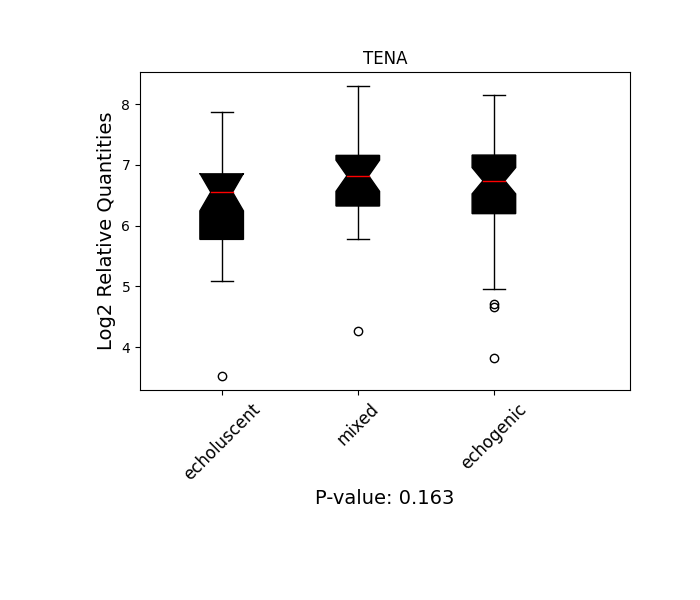 TENA
Log2 Relative Quantities
8
7
6
5
4
echoluscent
mixed
echogenic
P-value: 0.163